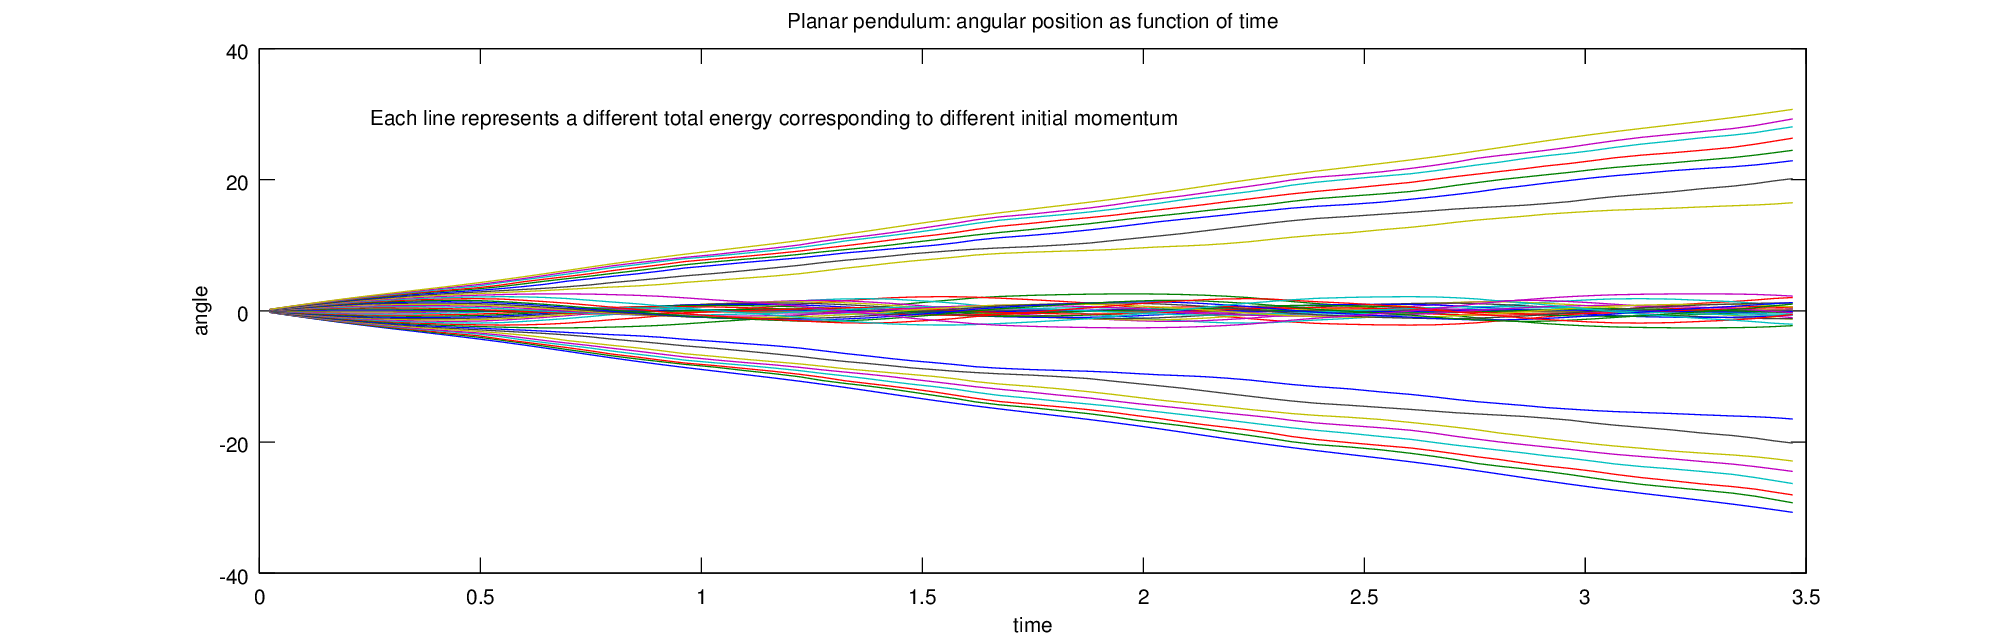 Planar pendulum: angular position as function of time
40
Each line represents a different total energy corresponding to different initial momentum
20
angle
0
-20
-40
0 0.5 1 1.5 2 2.5 3 3.5
time